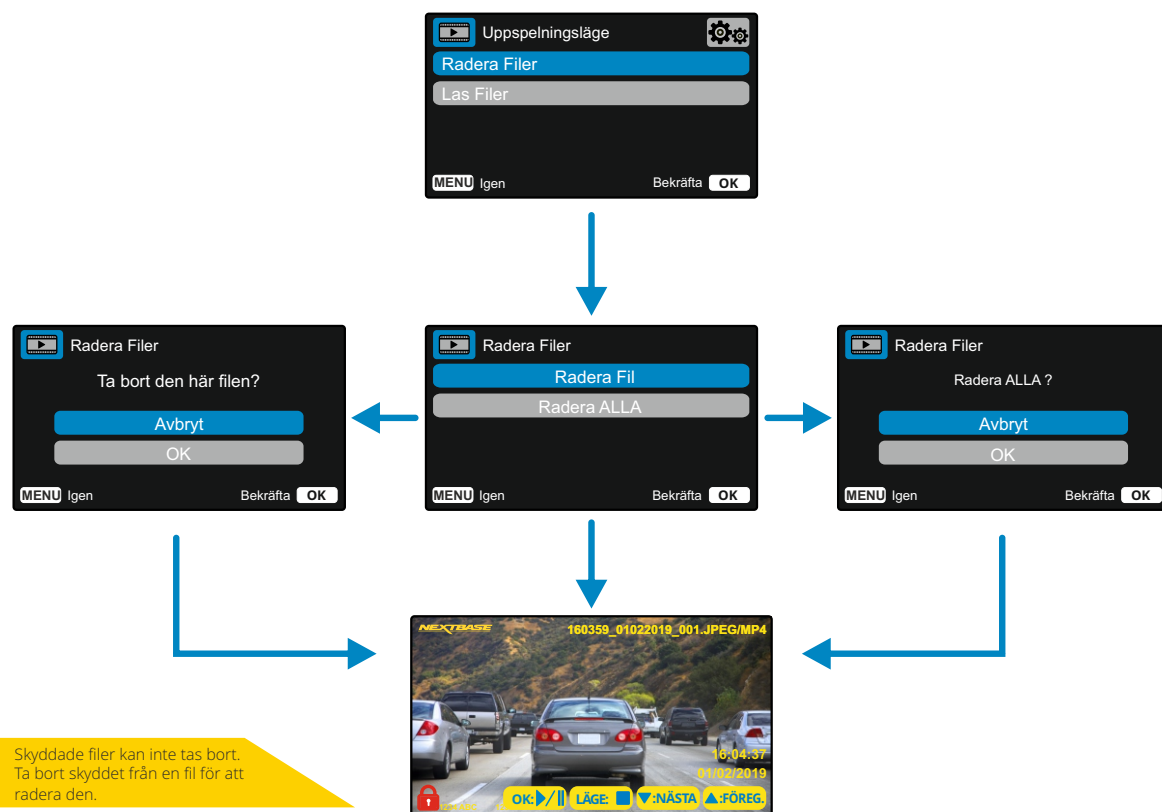 Uppspelningsläge
Radera Filer
Las Filer
MENU Igen
Bekräfta OK
Radera Filer
Ta bort den här filen?
Avbryt
OK
MENU Igen
Bekräfta OK
Radera Filer
Radera Fil
Radera ALLA
MENU Igen
Bekräfta OK
Radera Filer
Radera ALLA ?
Avbryt
OK
MENU Igen
Bekräfta OK
NEXTBASE
160359_01022019_001.JPEG/MP4
16:04:37
01/02/2019
OK: LÄGE: :NÄSTA :FÖREG.
Skyddade filer kan inte tas bort.
Ta bort skyddet från en fil för att
radera den.